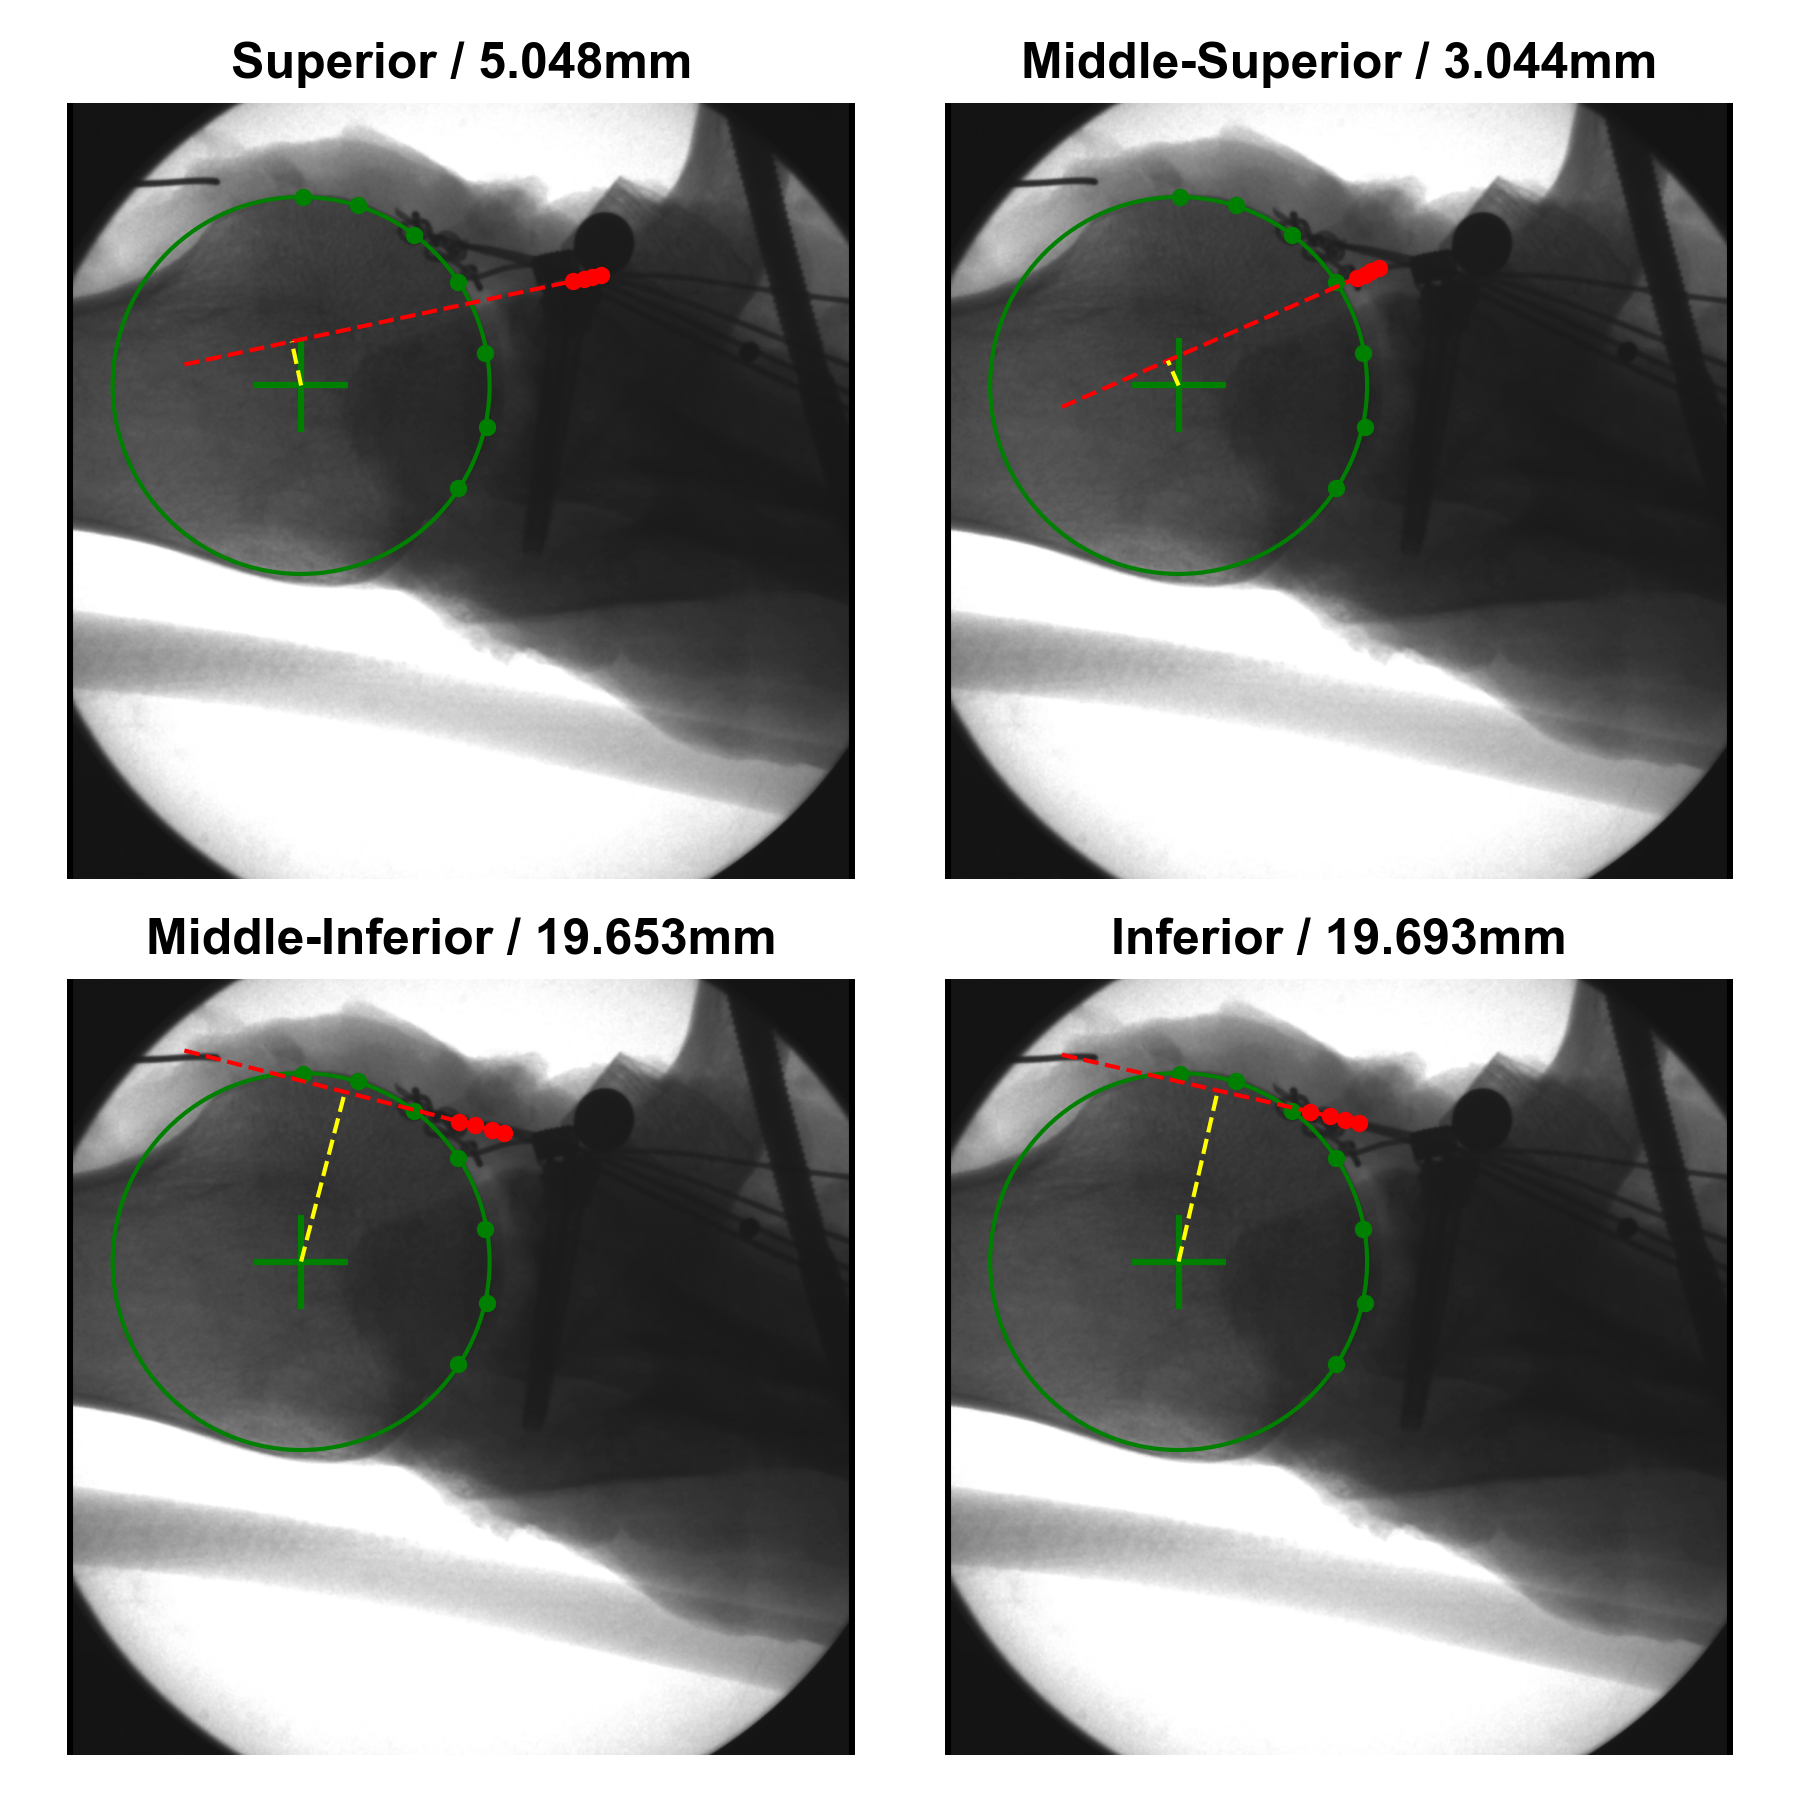 Superior / 5.048mm
Middle-Superior / 3.044mm
Middle-Inferior / 19.653mm
Inferior / 19.693mm